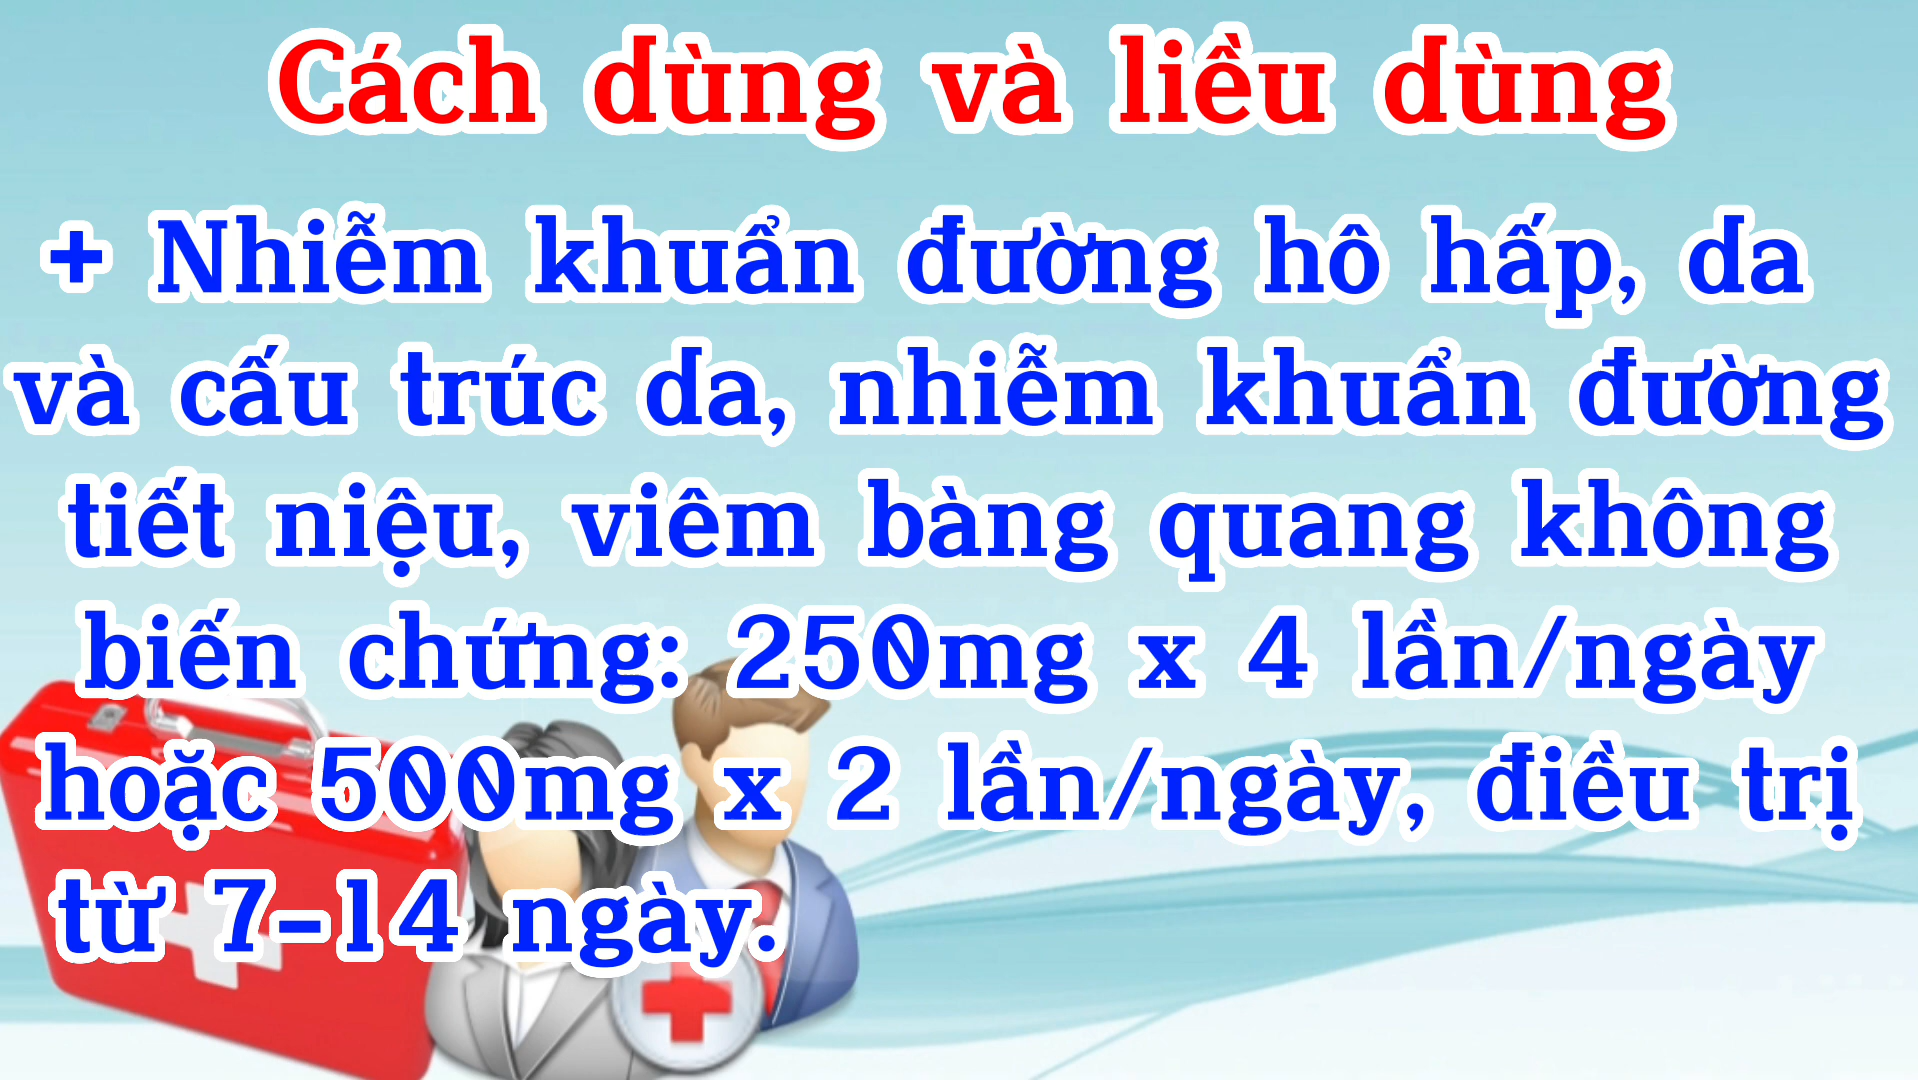 Cách dùng và liều dùng
+ Nhiễm khuẩn đường hô hấp, da
và cấu trúc da, nhiễm khuẩn đường
tiết niệu, viêm bàng quang không
biến chứng: 250mg x 4 lần/ngày
hoặc 500mg x 2 lần/ngày, điều trị
từ 7-14 ngày.